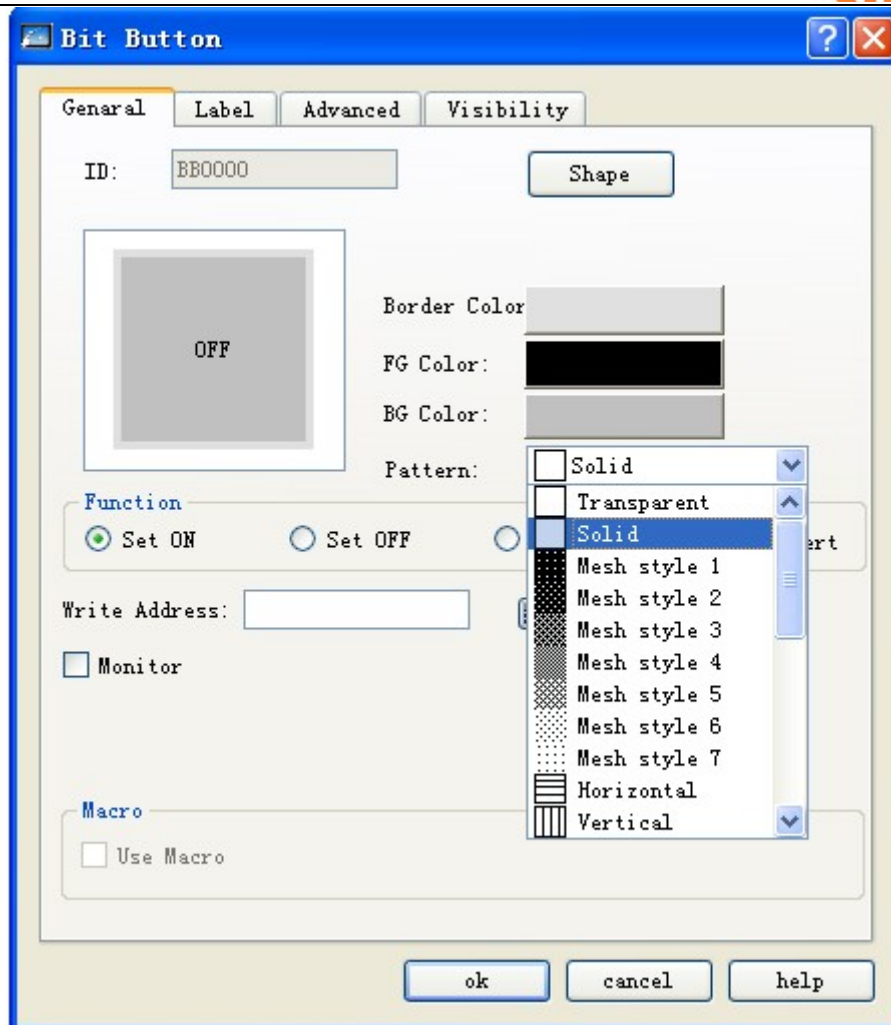 Bit Button
Genaral Label Advanced Visibility
ID: BB0000 Shape
OFF
Border Color
FG Color:
BG Color:
Pattern: Solid
Transparent
Solid
Mesh style 1
Mesh style 2
Mesh style 3
Mesh style 4
Mesh style 5
Mesh style 6
Mesh style 7
Horizontal
Vertical
Function
Set ON Set OFF ert
Write Address:
Monitor
Macro
Use Macro
ok cancel help